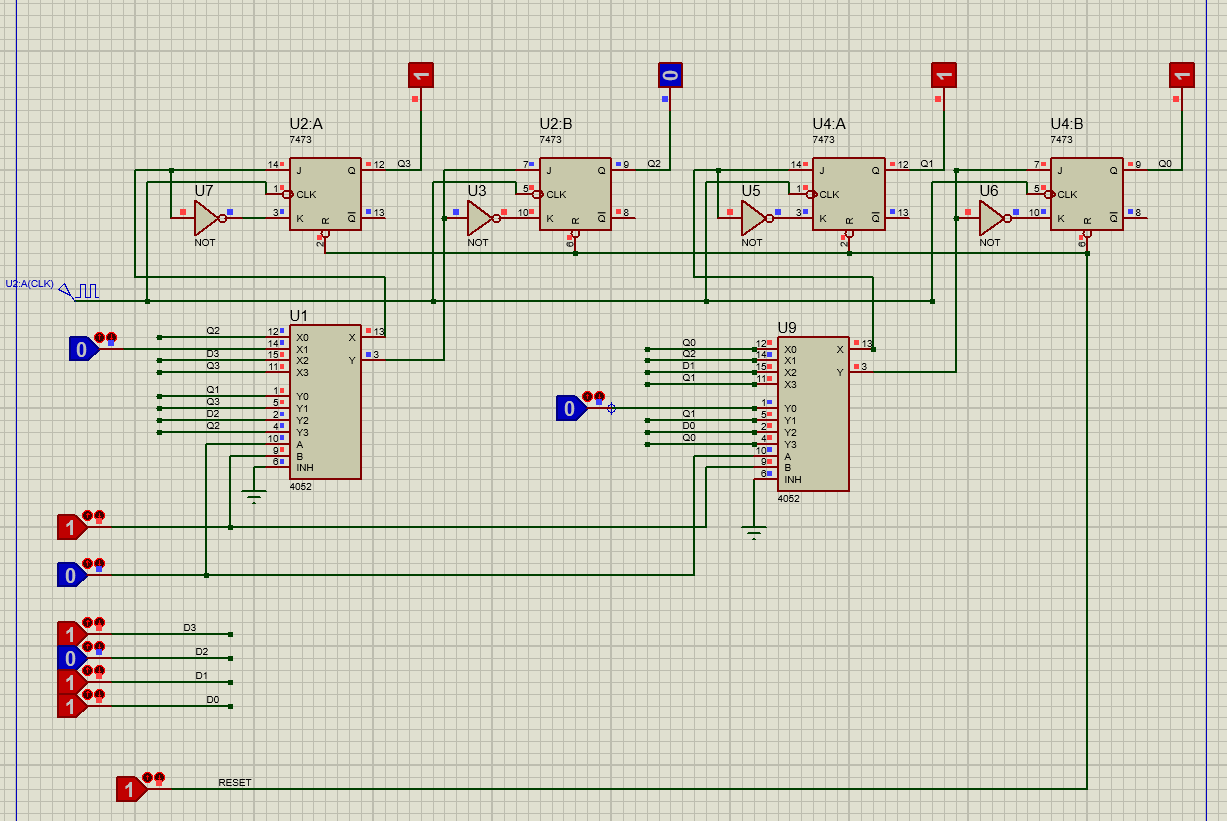 1 0 1 1
U2:A U2:B U4:A U4:B
7473 7473 7473 7473
14 J Q 12 Q3 7 J Q 9 Q2 14 J Q 12 Q1 7 J Q 9 Q0
U7 1 CLK U3 5 CLK U5 1 CLK U6 5 CLK
3 K Q 13 10 K Q 8 3 K Q 13 10 K Q 8
R R R R
NOT NOT NOT NOT
2 6 2 6
U2:A(CLK)
U1
U9
0
Q2 12 X0 X 13
14 X1
D3 15 X2 Y 3
Q3 11 X3
Q1 1 Y0
Q3 5 Y1
D2 2 Y2
Q2 4 Y3
10 A
9 B
6 INH
4052
Q0 12 X0 X 13
Q2 14 X1
D1 15 X2 Y 3
Q1 11 X3
0
1 Y0
Q1 5 Y1
D0 2 Y2
Q0 4 Y3
10 A
9 B
6 INH
4052
1
0
1 D3
0 D2
1 D1
1 D0
1 RESET